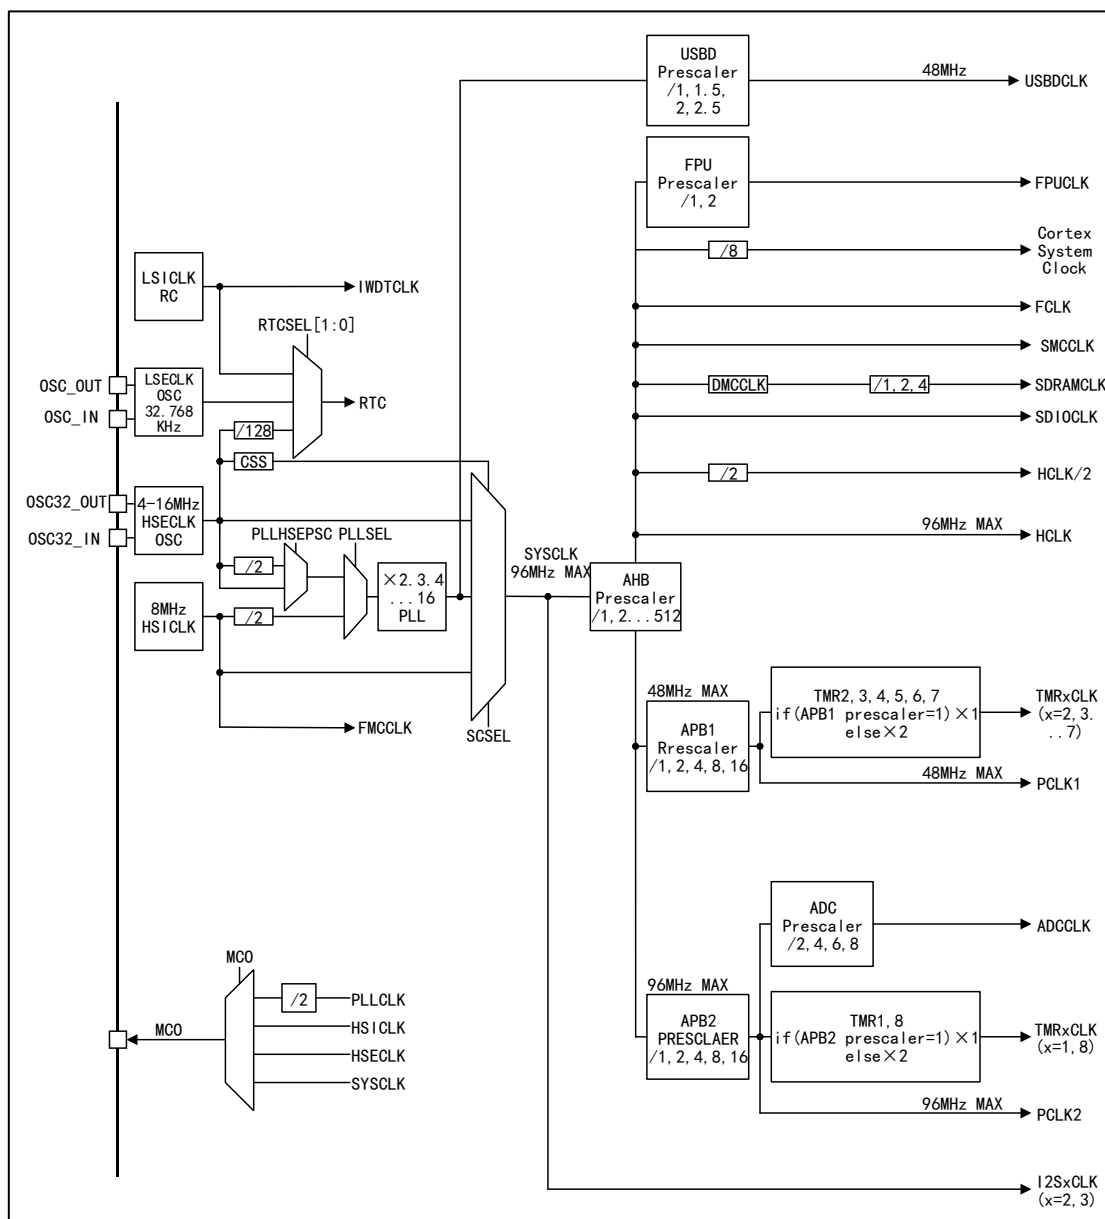 USBD
Prescaler
/1, 1.5,
2, 2.5
48MHz
USBDCLK
FPU
Prescaler
/1, 2
FPUCLK
/8
Cortex
System
Clock
LSICLK
RC
IWDTCLK
FCLK
RTCSEL[1:0]
SMCCLK
OSC_OUT
OSC_IN
LSECLK
OSC
32.768
KHz
RTC
DMCCLK
/1, 2, 4
SDRAMCLK
SDIOCLK
/128
CSS
/2
HCLK/2
OSC32_OUT
OSC32_IN
4-16MHz
HSECLK
OSC
96MHz MAX
HCLK
PLLHSEPSC
PLLSEL
/2
×2.3.4
...16
PLL
SYSCLK
96MHz MAX
AHB
Prescaler
/1, 2...512
8MHz
HSICLK
/2
FMCCLK
SCSEL
48MHz MAX
APB1
Rrescaler
/1, 2, 4, 8, 16
TMR2, 3, 4, 5, 6, 7
if(APB1 prescaler=1)×1
else×2
TMRxCLK
(x=2, 3.
..7)
48MHz MAX
PCLK1
ADC
Prescaler
/2, 4, 6, 8
ADCCLK
MCO
/2
PLLCLK
HSICLK
HSECLK
SYSCLK
MCO
96MHz MAX
APB2
PRESCLAER
/1, 2, 4, 8, 16
TMR1, 8
if(APB2 prescaler=1)×1
else×2
TMRxCLK
(x=1, 8)
96MHz MAX
PCLK2
I2SxCLK
(x=2, 3)